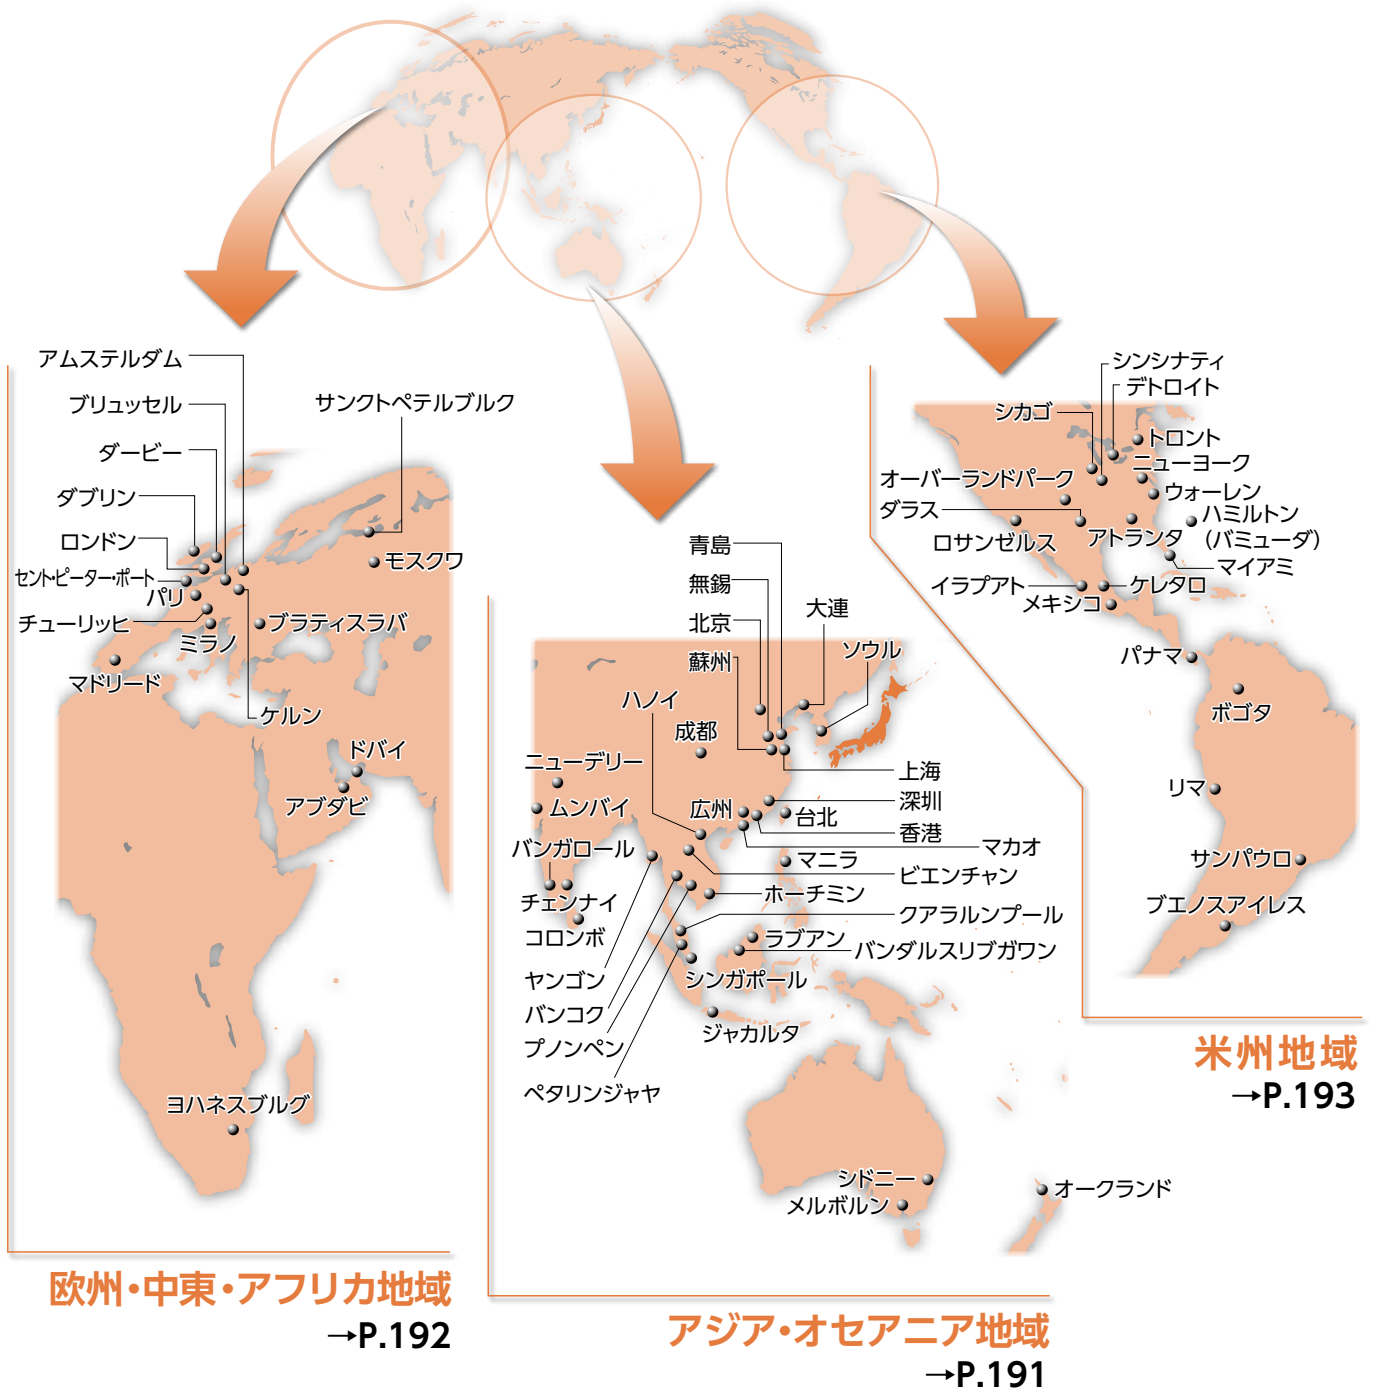 アムステルダム
ブリュッセル
サンクトペテルブルク
ダービー
ダブリン
ロンドン
モスクワ
セント・ピーター・ポート
パリ
チューリッヒ
ブラティスラバ
ミラノ
マドリード
ケルン
ドバイ
アブダビ
ヨハネスブルグ
欧州・中東・アフリカ地域
→P.192
青島
無錫
大連
北京
ソウル
蘇州
ハノイ
成都
ニューデリー
上海
深圳
ムンバイ
広州
台北
香港
マカオ
バンガロール
マニラ
ビエンチャン
チェンナイ
ホーチミン
クアラルンプール
コロンボ
ラブアン
バンダルスリブガワン
ヤンゴン
シンガポール
バンコク
ジャカルタ
プノンペン
ペタリンジャヤ
シドニー
メルボルン
オークランド
アジア・オセアニア地域
→P.191
シンシナティ
デトロイト
シカゴ
トロント
ニューヨーク
オーバーランドパーク
ウォーレン
ダラス
ハミルトン
（バミューダ）
アトランタ
ロサンゼルス
マイアミ
イラプアト
ケレタロ
メキシコ
パナマ
ボゴタ
リマ
サンパウロ
ブエノスアイレス
米州地域
→P.193